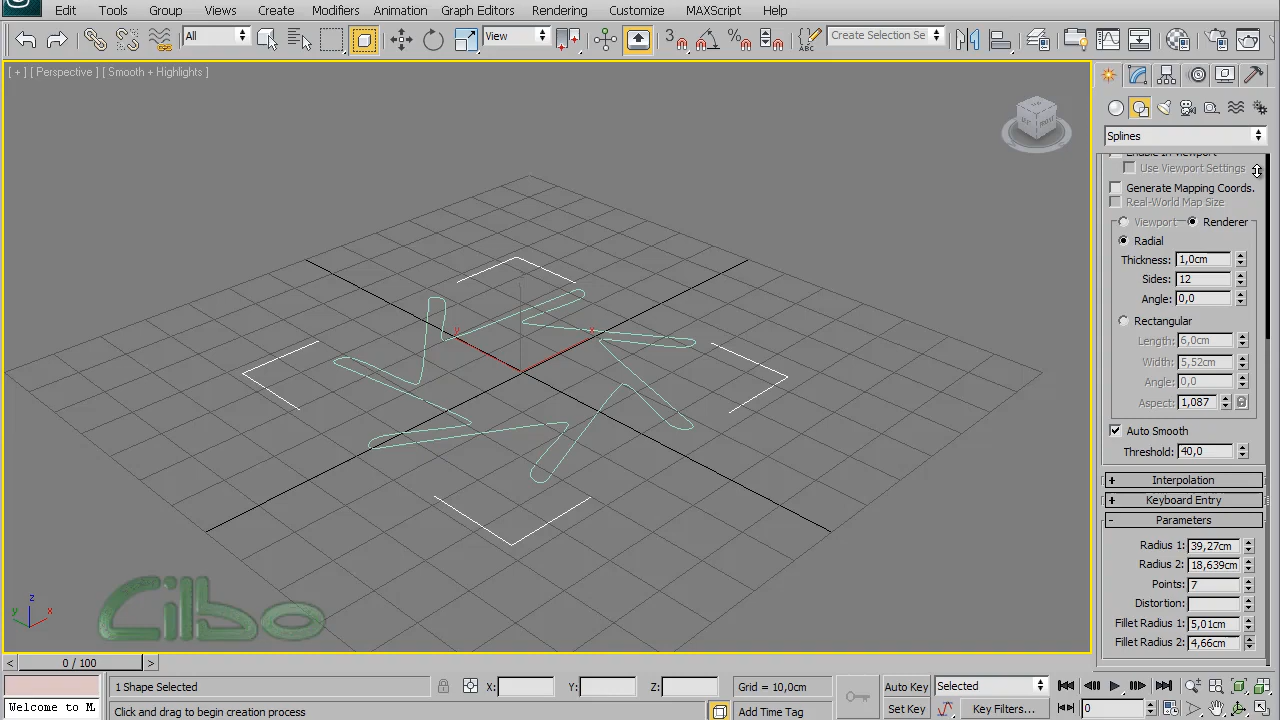 Edit Tools Group Views Create Modifiers Animation Graph Editors Rendering Customize MAXScript Help
All View 3 % ABC Create Selection Se
[ + ] [ Perspective ] [ Smooth + Highlights ]
Splines
Use Viewport Settings
Generate Mapping Coords.
Real-World Map Size
Viewport Renderer
Radial
Thickness: 1,0cm
Sides: 12
Angle: 0,0
Rectangular
Length: 6,0cm
Width: 5,52cm
Angle: 0,0
Aspect: 1,087
Auto Smooth
Threshold: 40,0
+ Interpolation
+ Keyboard Entry
- Parameters
Radius 1: 39,27cm
Radius 2: 18,639cm
Points: 7
Distortion:
Fillet Radius 1: 5,01cm
Fillet Radius 2: 4,66cm
z
y x
Cilbo
< 0 / 100 >
1 Shape Selected X: Y: Z: Grid = 10,0cm Auto Key Selected
Welcome to M Click and drag to begin creation process Add Time Tag Set Key Key Filters... 0